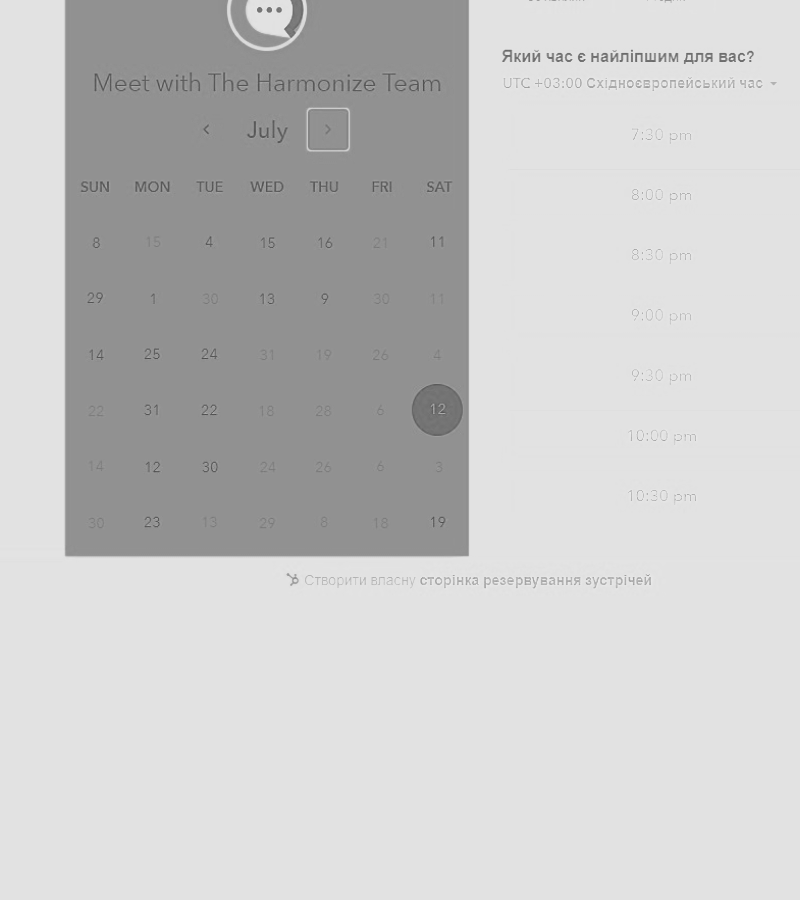 Meet with The Harmonize Team
July
SUN MON TUE WED THU FRI SAT
8 15 4 15 16 21 11
29 1 30 13 9 30 11
14 25 24 31 19 26 4
22 31 22 18 28 6 12
14 12 30 24 26 6 3
30 23 13 29 8 18 19
Який час є найліпшим для вас?
UTC +03:00 Східноєвропейський час
7:30 pm
8:00 pm
8:30 pm
9:00 pm
9:30 pm
10:00 pm
10:30 pm
Створити власну сторінка резервування зустрічей